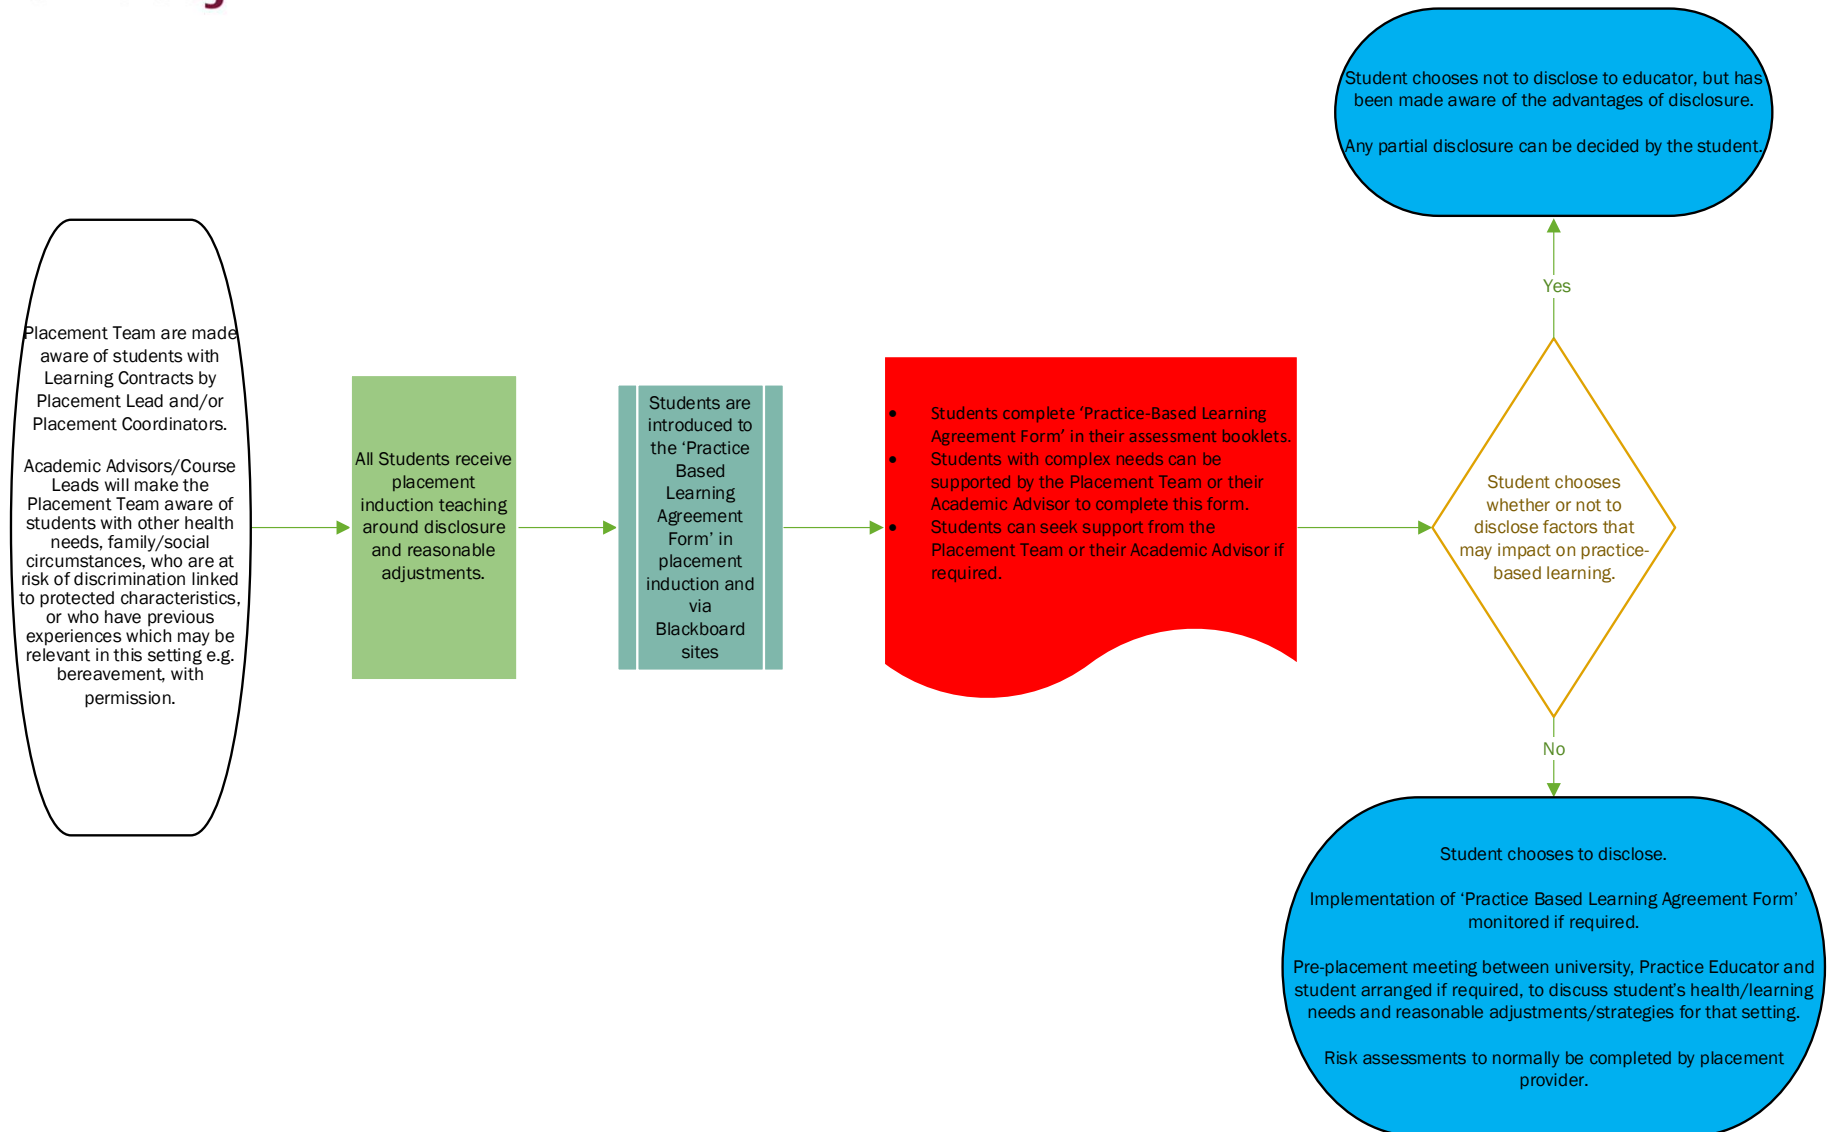 Placement Team are made
aware of students with
Learning Contracts by
Placement Lead and/or
Placement Coordinators.
Academic Advisors/Course
Leads will make the
Placement Team aware of
students with other health
needs, family/social
circumstances, who are at
risk of discrimination linked
to protected characteristics,
or who have previous
experiences which may be
relevant in this setting e.g.
bereavement, with
permission.
All Students receive
placement
induction teaching
around disclosure
and reasonable
adjustments.
Students are
introduced to
the ‘Practice
Based
Learning
Agreement
Form’ in
placement
induction and
via
Blackboard
sites
• Students complete ‘Practice-Based Learning
Agreement Form’ in their assessment booklets.
• Students with complex needs can be
supported by the Placement Team or their
Academic Advisor to complete this form.
• Students can seek support from the
Placement Team or their Academic Advisor if
required.
Student chooses
whether or not to
disclose factors that
may impact on practice-
based learning.
Yes
Student chooses not to disclose to educator, but has
been made aware of the advantages of disclosure.
Any partial disclosure can be decided by the student.
No
Student chooses to disclose.
Implementation of ‘Practice Based Learning Agreement Form’
monitored if required.
Pre-placement meeting between university, Practice Educator and
student arranged if required, to discuss student’s health/learning
needs and reasonable adjustments/strategies for that setting.
Risk assessments to normally be completed by placement
provider.